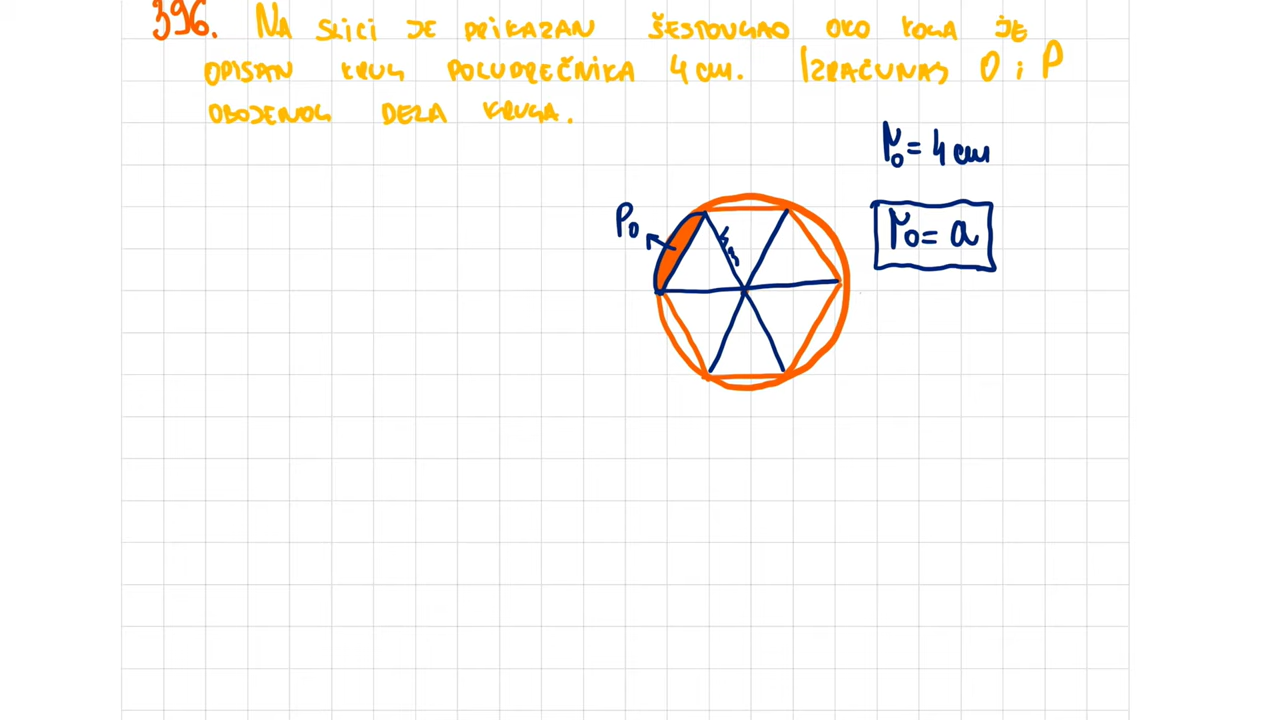 396. NA SLICI JE PRIKAZAN ŠESTOUGAO OKO KOGA JE
OPISAN KRUG POLUPREČNIKA 4 cm. IZRAČUNAJ O i P
OBOJENOG DELA KRUGA.
r₀ = 4 cm
P₀
r₀ = a